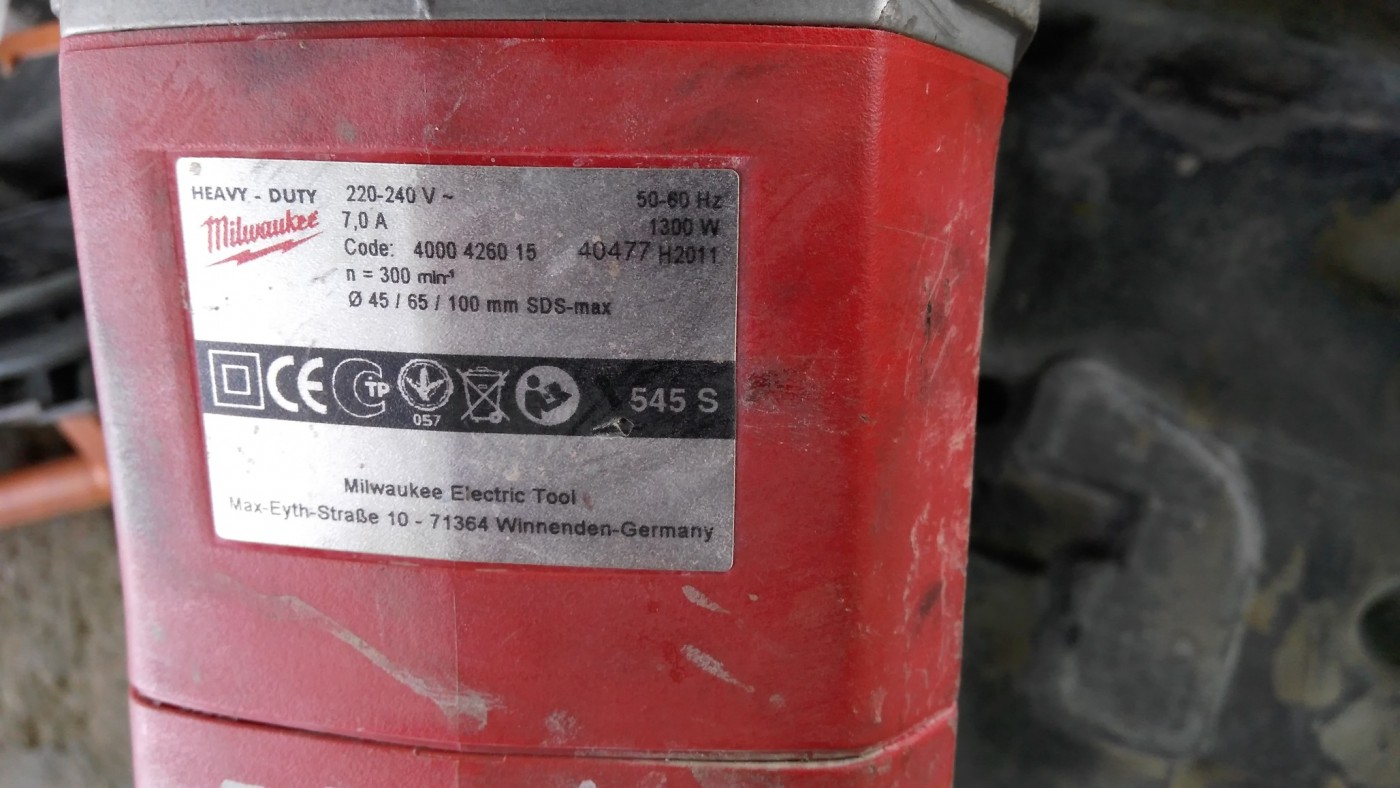 HEAVY - DUTY 220-240 V ~ 50-60 Hz
Milwaukee 7,0 A 1300 W
Code: 4000 4260 15 40477 H2011
n = 300 min⁻¹
Ø 45 / 65 / 100 mm SDS-max
CE C TP 057 545 S
Milwaukee Electric Tool
Max-Eyth-Straße 10 - 71364 Winnenden-Germany